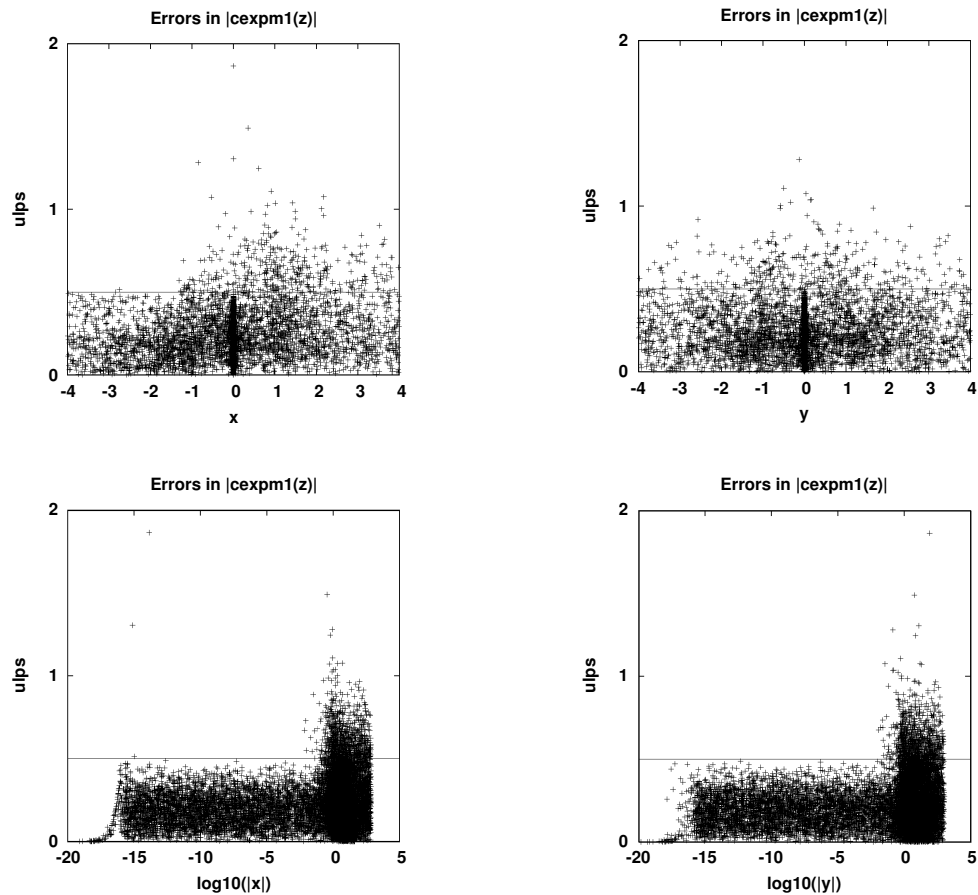 Errors in |cexpm1(z)|
2
1
0
ulps
-4 -3 -2 -1 0 1 2 3 4
x
Errors in |cexpm1(z)|
2
1
0
ulps
-4 -3 -2 -1 0 1 2 3 4
y
Errors in |cexpm1(z)|
2
1
0
ulps
-20 -15 -10 -5 0 5
log10(|x|)
Errors in |cexpm1(z)|
2
1
0
ulps
-20 -15 -10 -5 0 5
log10(|y|)